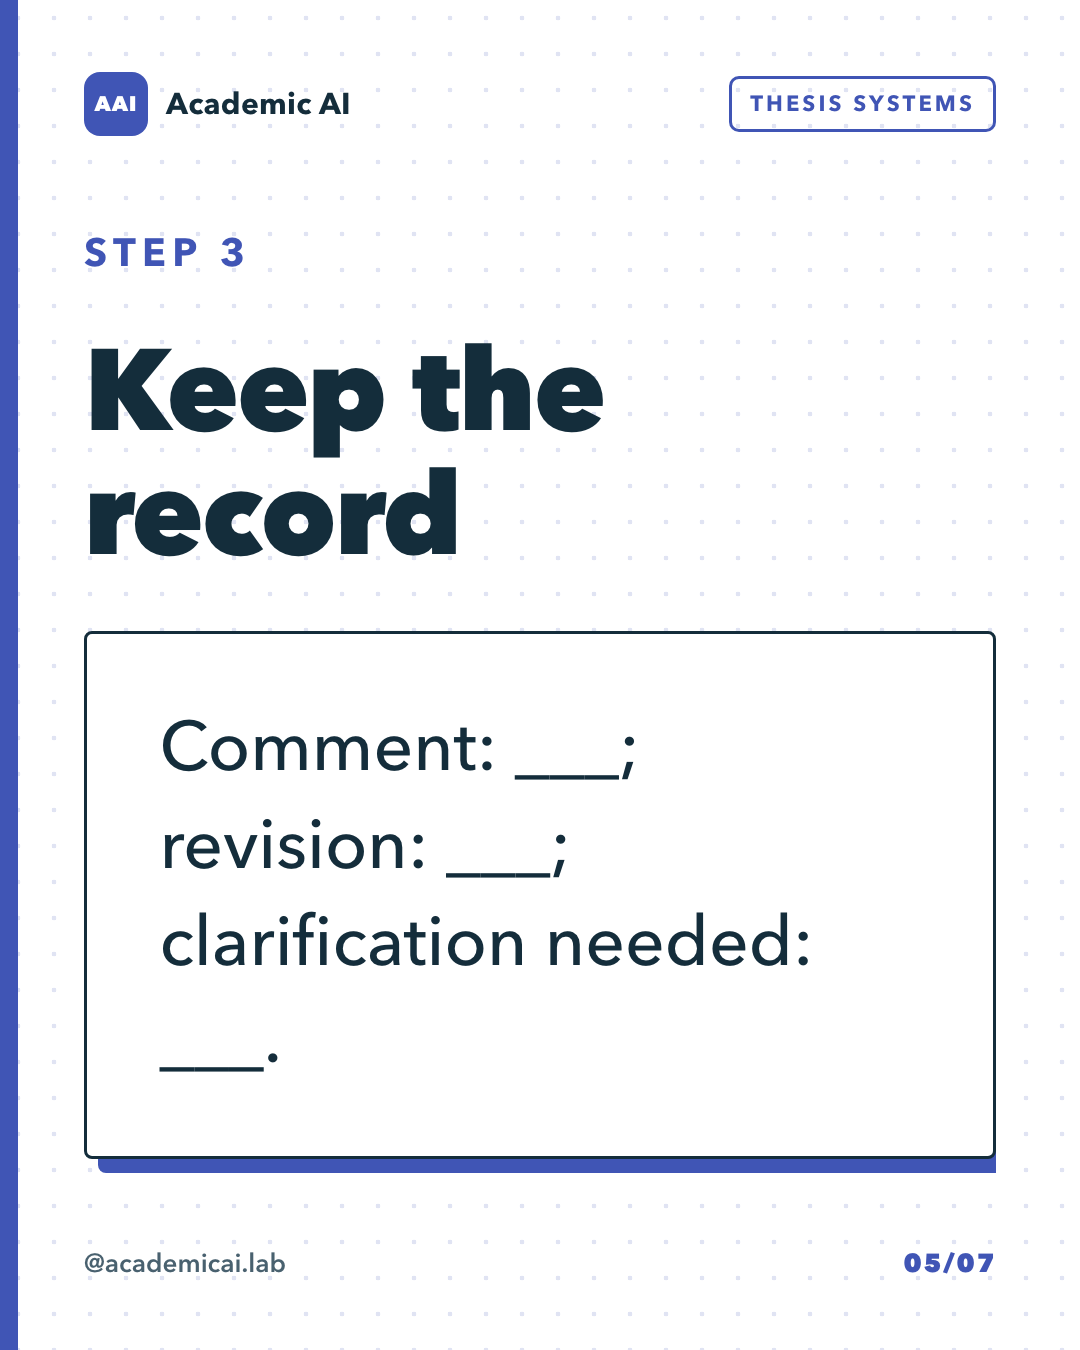 AAI
Academic AI
THESIS SYSTEMS
STEP 3
Keep the
record
Comment: ___;
revision: ___;
clarification needed:
___.
@academicai.lab
05/07